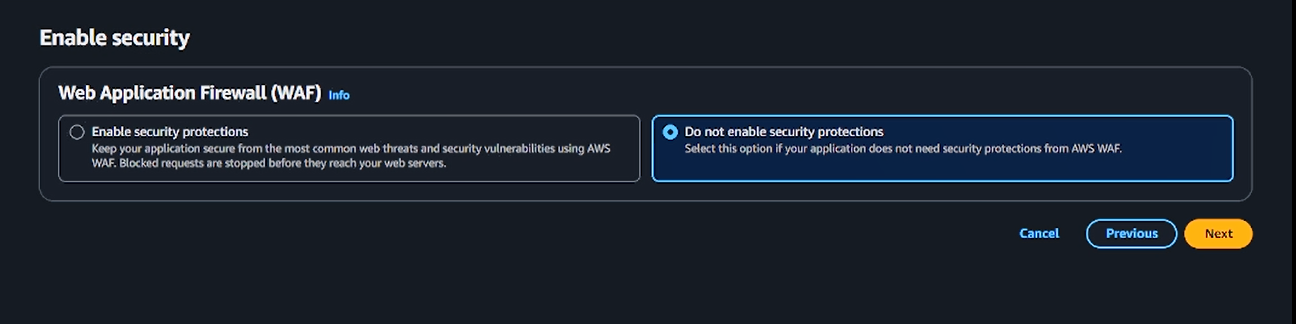 Enable security
Web Application Firewall (WAF) Info
Enable security protections
Keep your application secure from the most common web threats and security vulnerabilities using AWS
WAF. Blocked requests are stopped before they reach your web servers.
Do not enable security protections
Select this option if your application does not need security protections from AWS WAF.
Cancel Previous Next